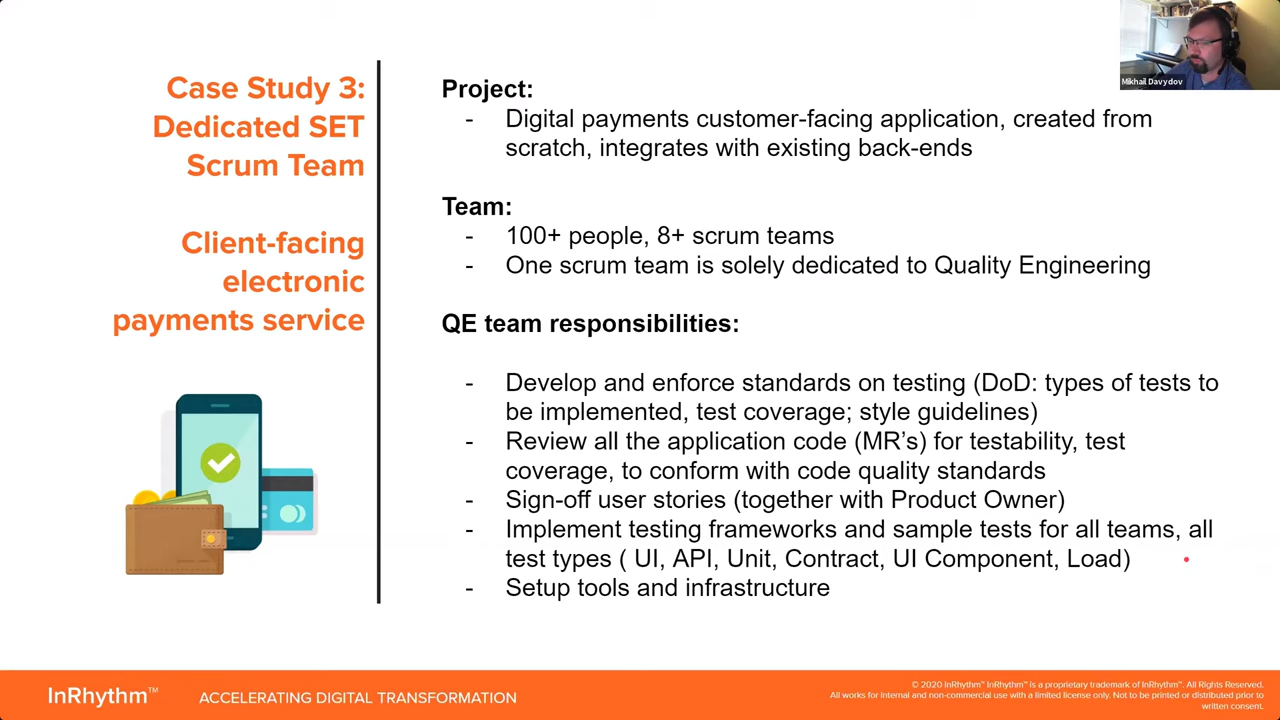 Case Study 3:
Dedicated SET
Scrum Team
Client-facing
electronic
payments service
Project:
- Digital payments customer-facing application, created from
scratch, integrates with existing back-ends
Team:
- 100+ people, 8+ scrum teams
- One scrum team is solely dedicated to Quality Engineering
QE team responsibilities:
- Develop and enforce standards on testing (DoD: types of tests to
be implemented, test coverage; style guidelines)
- Review all the application code (MR’s) for testability, test
coverage, to conform with code quality standards
- Sign-off user stories (together with Product Owner)
- Implement testing frameworks and sample tests for all teams, all
test types ( UI, API, Unit, Contract, UI Component, Load)
- Setup tools and infrastructure
Mikhail Davydov
InRhythm™
ACCELERATING DIGITAL TRANSFORMATION
© 2020 InRhythm™ InRhythm™ is a proprietary trademark of InRhythm™. All Rights Reserved.
All works for internal and non-commercial use with a limited license only. Not to be printed or distributed prior to
written consent.